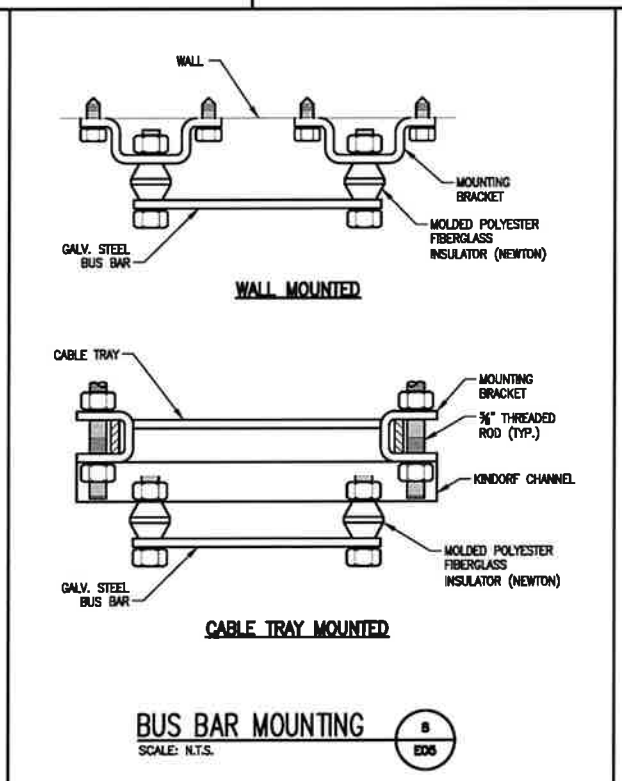 WALL
MOUNTING
BRACKET
MOLDED POLYESTER
FIBERGLASS
INSULATOR (NEWTON)
GALV. STEEL
BUS BAR
WALL MOUNTED
CABLE TRAY
MOUNTING
BRACKET
⅝" THREADED
ROD (TYP.)
KINDORF CHANNEL
MOLDED POLYESTER
FIBERGLASS
INSULATOR (NEWTON)
GALV. STEEL
BUS BAR
CABLE TRAY MOUNTED
BUS BAR MOUNTING
SCALE: N.T.S.
E05